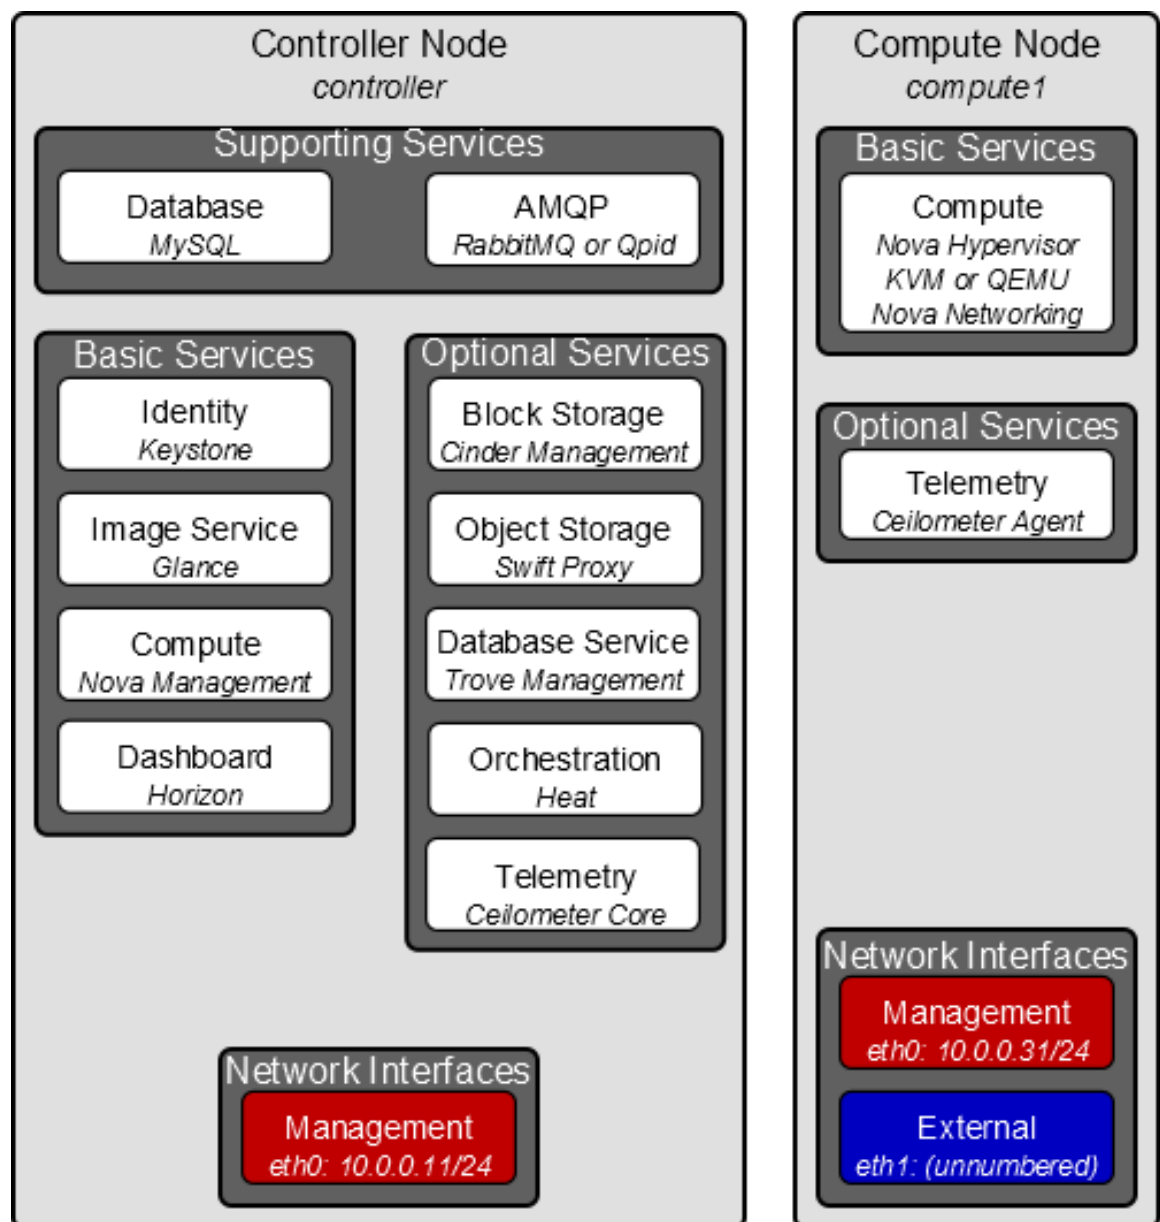 Controller Node
controller
Supporting Services
Database
MySQL
AMQP
RabbitMQ or Qpid
Basic Services
Identity
Keystone
Image Service
Glance
Compute
Nova Management
Dashboard
Horizon
Optional Services
Block Storage
Cinder Management
Object Storage
Swift Proxy
Database Service
Trove Management
Orchestration
Heat
Telemetry
Ceilometer Core
Network Interfaces
Management
eth0: 10.0.0.11/24
Compute Node
compute1
Basic Services
Compute
Nova Hypervisor
KVM or QEMU
Nova Networking
Optional Services
Telemetry
Ceilometer Agent
Network Interfaces
Management
eth0: 10.0.0.31/24
External
eth1: (unnumbered)